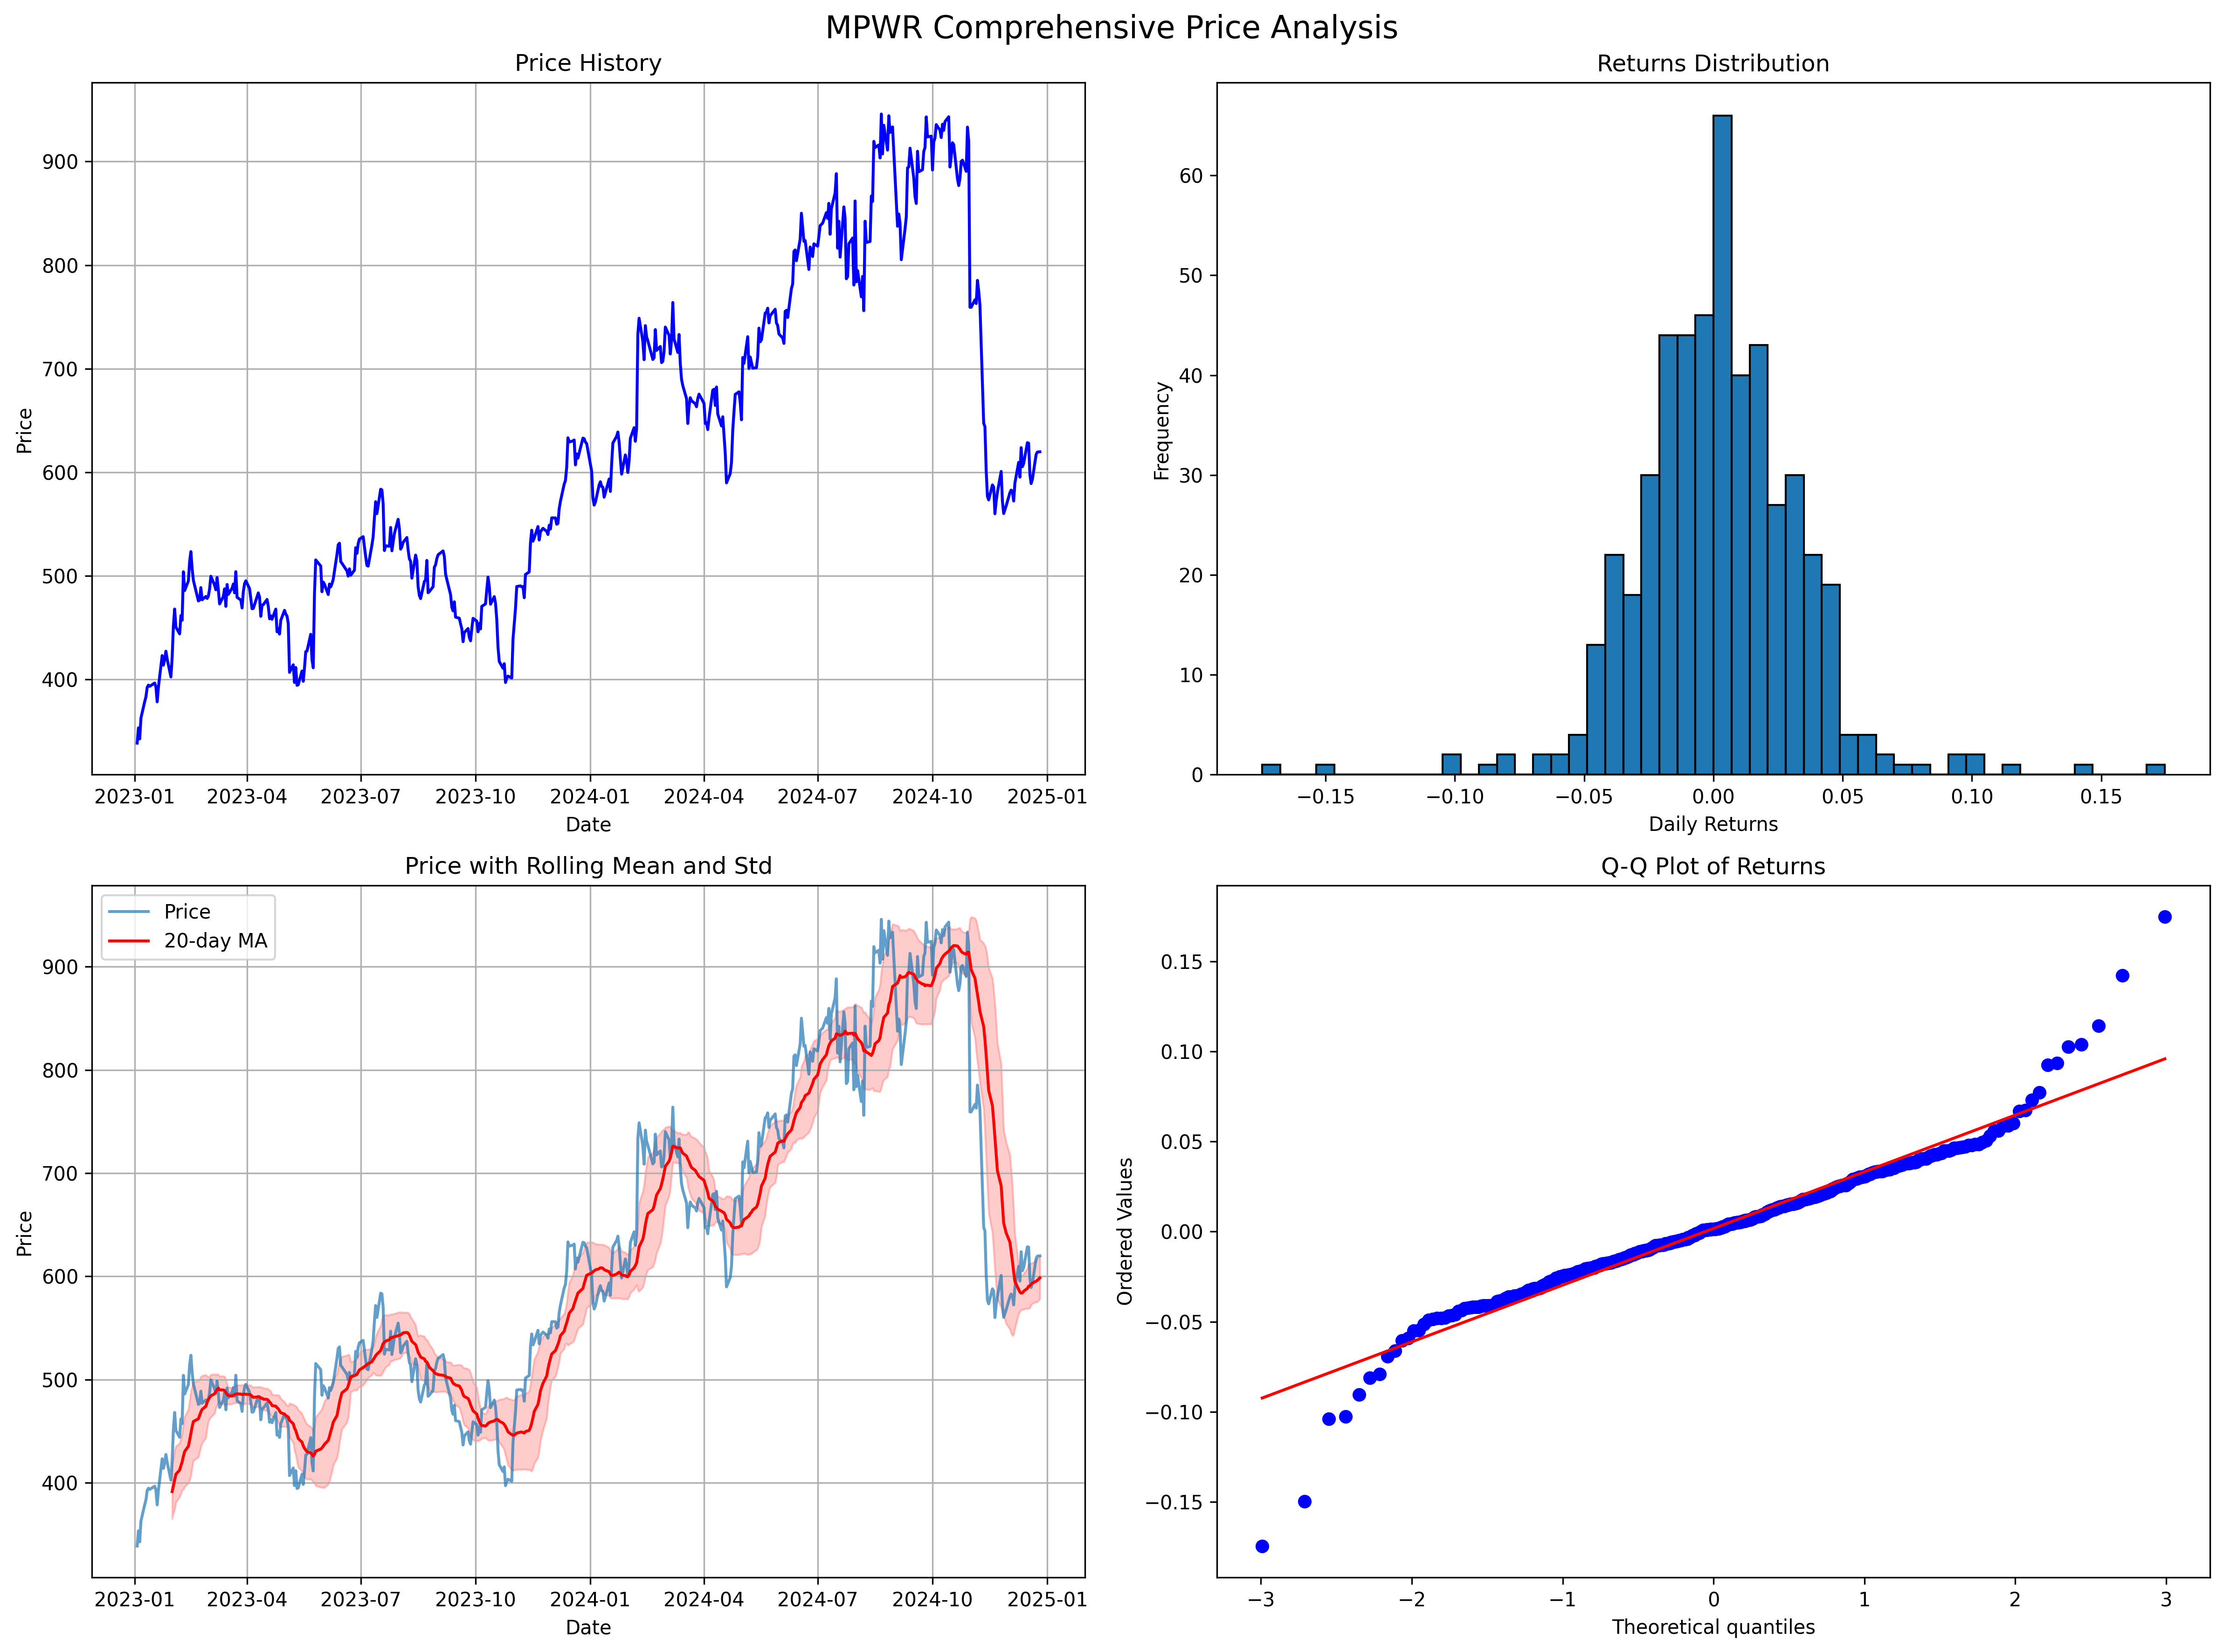 MPWR Comprehensive Price Analysis
Price History
900
800
700
600
500
400
Price
2023-01 2023-04 2023-07 2023-10 2024-01 2024-04 2024-07 2024-10 2025-01
Date
Returns Distribution
60
50
40
30
20
10
0
Frequency
−0.15 −0.10 −0.05 0.00 0.05 0.10 0.15
Daily Returns
Price with Rolling Mean and Std
Price
20-day MA
900
800
700
600
500
400
Price
2023-01 2023-04 2023-07 2023-10 2024-01 2024-04 2024-07 2024-10 2025-01
Date
Q-Q Plot of Returns
0.15
0.10
0.05
0.00
−0.05
−0.10
−0.15
Ordered Values
−3 −2 −1 0 1 2 3
Theoretical quantiles